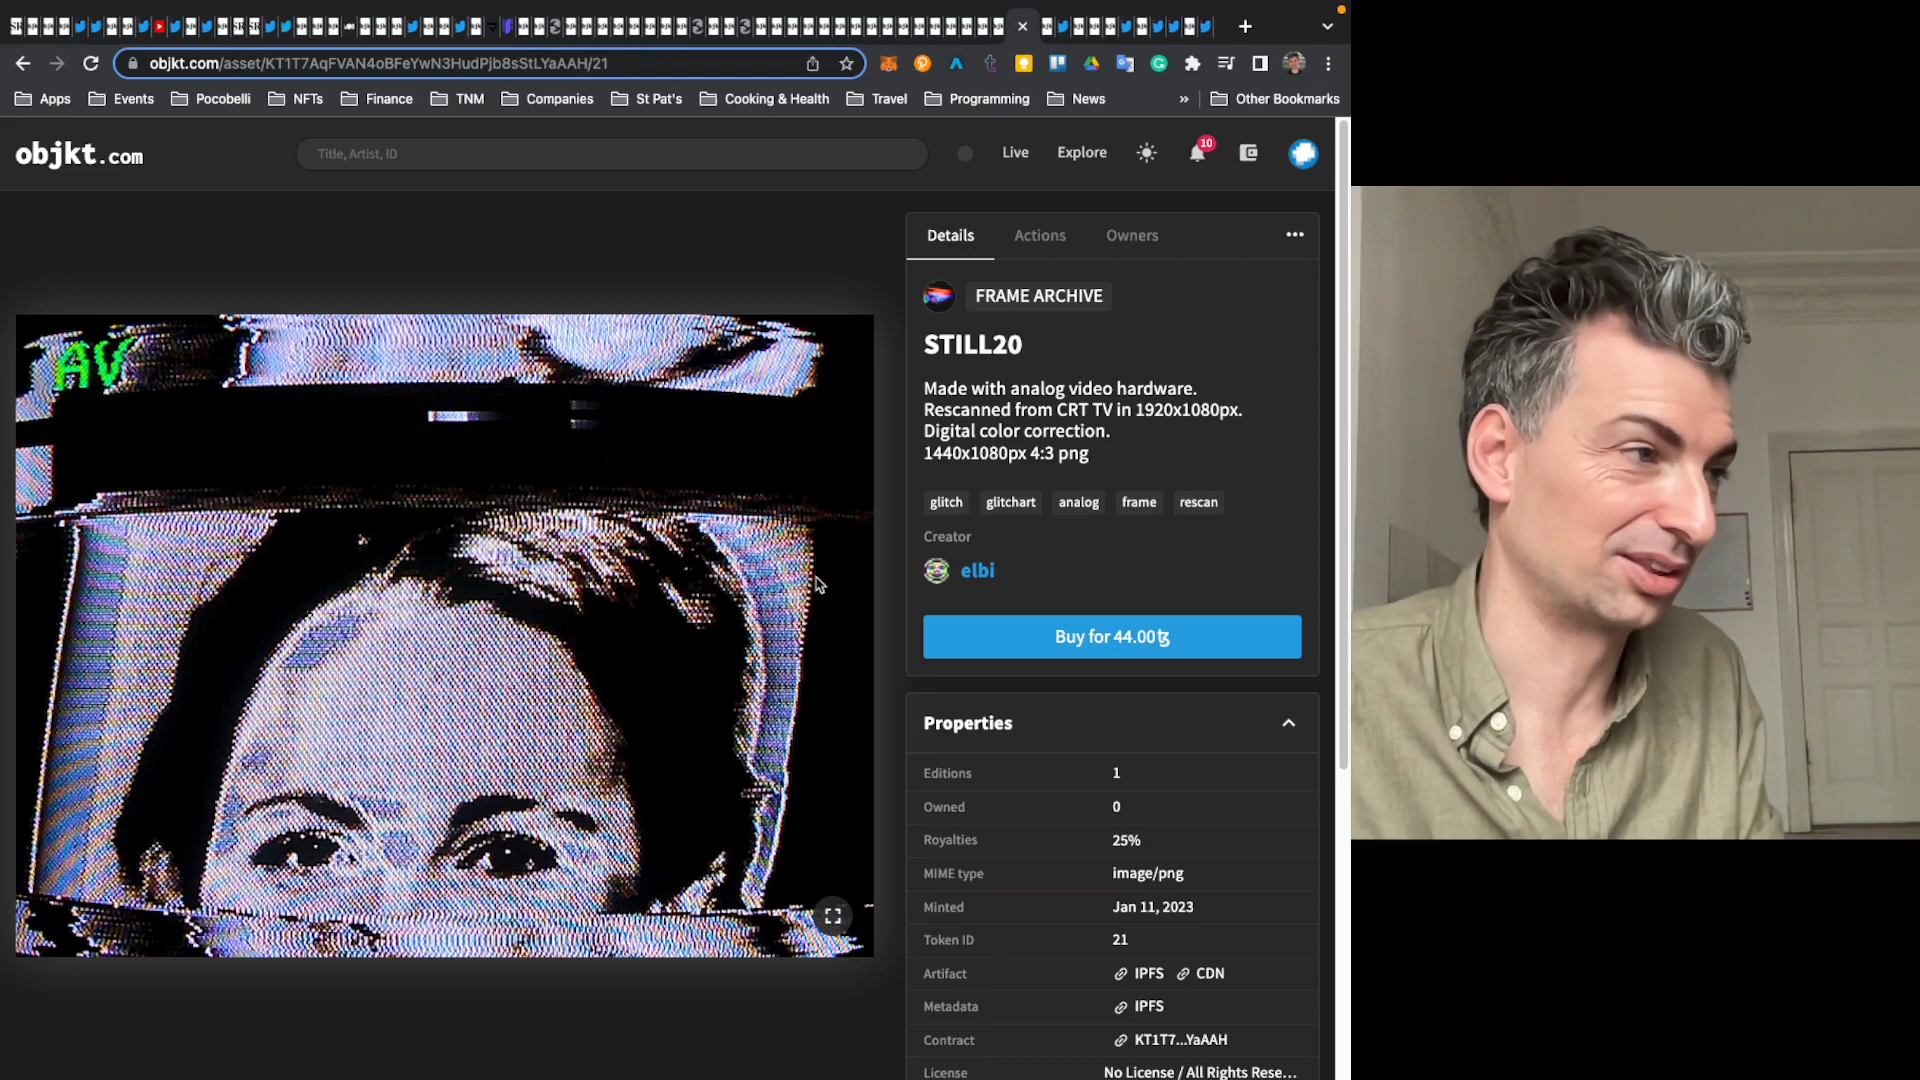 objkt.com/asset/KT1T7AqFVAN4oBFeYwN3HudPjb8sStLYaAAH/21
Apps Events Pocobelli NFTs Finance TNM Companies St Pat's Cooking & Health Travel Programming News » Other Bookmarks
objkt.com
Title, Artist, ID
Live Explore 10
Details Actions Owners
FRAME ARCHIVE
STILL20
Made with analog video hardware.
Rescanned from CRT TV in 1920x1080px.
Digital color correction.
1440x1080px 4:3 png
glitch glitchart analog frame rescan
Creator
elbi
Buy for 44.00ꜩ
AV
Properties
Editions 1
Owned 0
Royalties 25%
MIME type image/png
Minted Jan 11, 2023
Token ID 21
Artifact IPFS CDN
Metadata IPFS
Contract KT1T7...YaAAH
License No License / All Rights Rese...